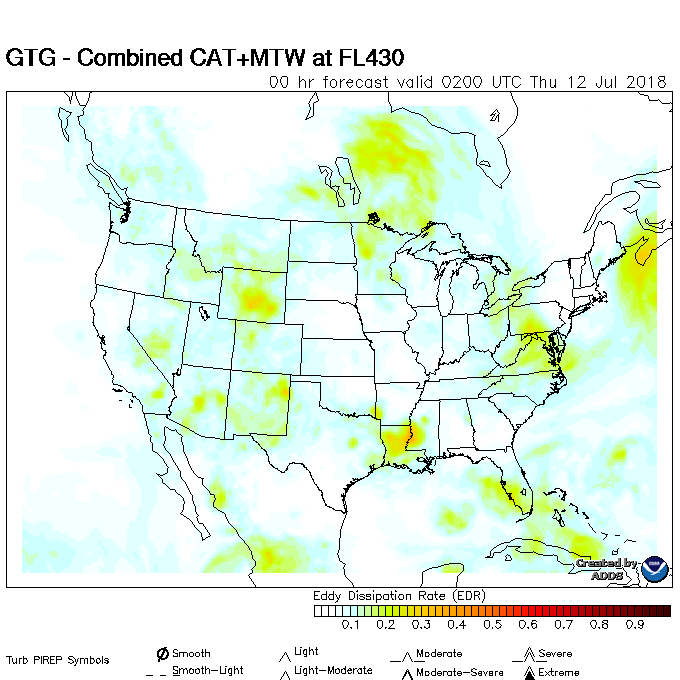 GTG - Combined CAT+MTW at FL430
00 hr forecast valid 0200 UTC Thu 12 Jul 2018
Created by
ADDS
Eddy Dissipation Rate (EDR)
0.1 0.2 0.3 0.4 0.5 0.6 0.7 0.8 0.9
Turb PIREP Symbols
Smooth Light Moderate Severe
Smooth-Light Light-Moderate Moderate-Severe Extreme